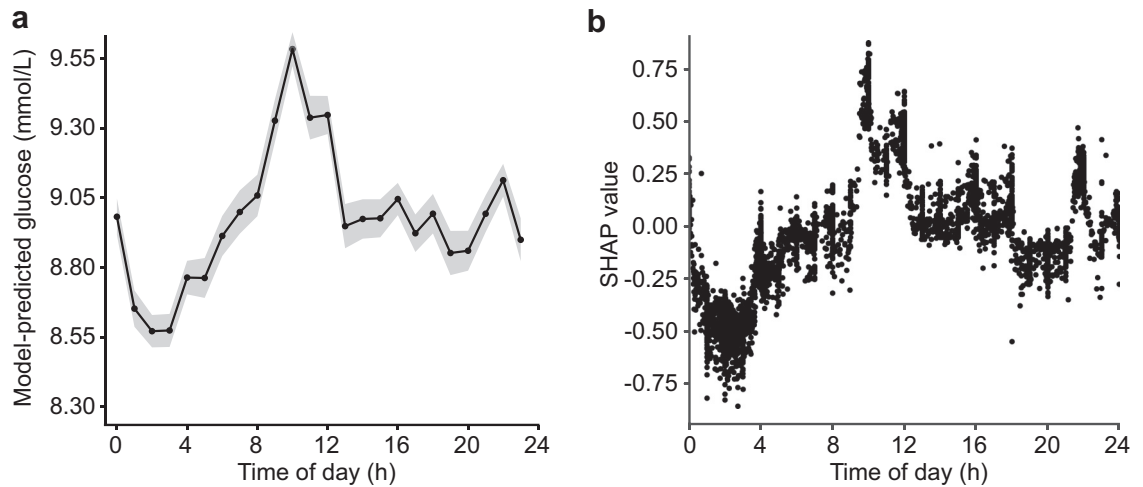 a
Model-predicted glucose (mmol/L)
9.55
9.30
9.05
8.80
8.55
8.30
0 4 8 12 16 20 24
Time of day (h)
b
SHAP value
0.75
0.50
0.25
0.00
-0.25
-0.50
-0.75
0 4 8 12 16 20 24
Time of day (h)